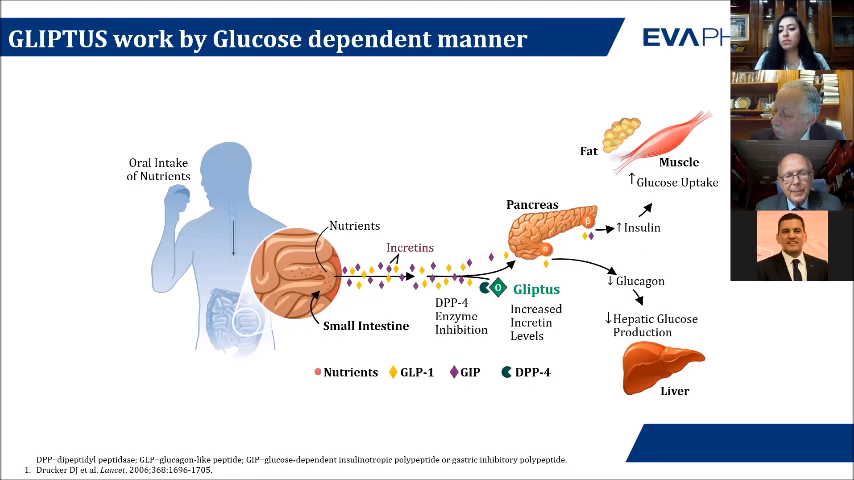 GLIPTUS work by Glucose dependent manner
EVAPH
Oral Intake
of Nutrients
Nutrients
Incretins
Small Intestine
DPP-4
Enzyme
Inhibition
Gliptus
Increased
Incretin
Levels
Pancreas
β
α
Fat
Muscle
↑ Glucose Uptake
↑ Insulin
↓ Glucagon
↓ Hepatic Glucose
Production
Liver
Nutrients GLP-1 GIP DPP-4
DPP=dipeptidyl peptidase; GLP=glucagon-like peptide; GIP=glucose-dependent insulinotropic polypeptide or gastric inhibitory polypeptide.
1. Drucker DJ et al. Lancet. 2006;368:1696-1705.